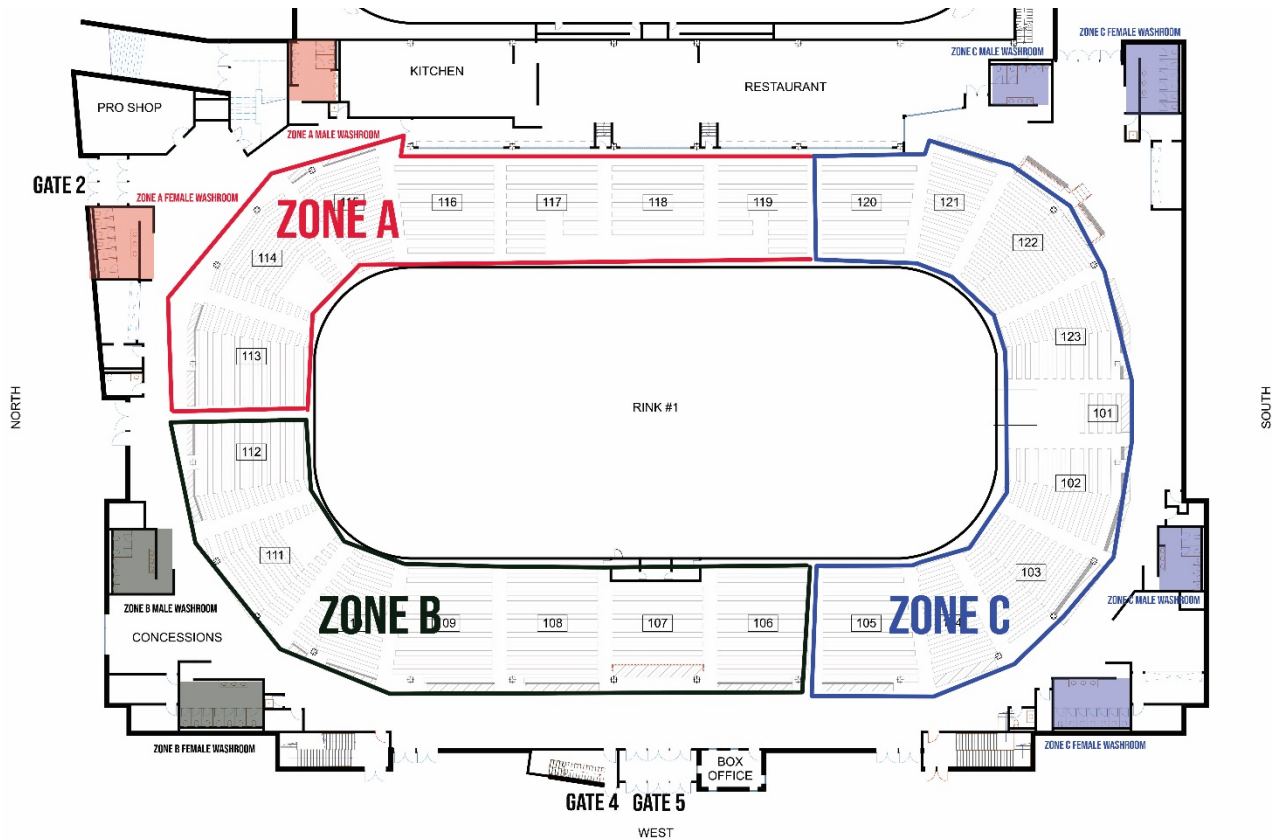 ZONE C FEMALE WASHROOM
ZONE C MALE WASHROOM
KITCHEN
RESTAURANT
PRO SHOP
ZONE A MALE WASHROOM
GATE 2
ZONE A FEMALE WASHROOM
ZONE A
116
117
118
119
120
121
122
114
123
113
NORTH
RINK #1
101
SOUTH
112
102
111
103
ZONE B MALE WASHROOM
ZONE C MALE WASHROOM
CONCESSIONS
ZONE B
108
107
106
105
ZONE C
ZONE B FEMALE WASHROOM
ZONE C FEMALE WASHROOM
BOX
OFFICE
GATE 4
GATE 5
WEST